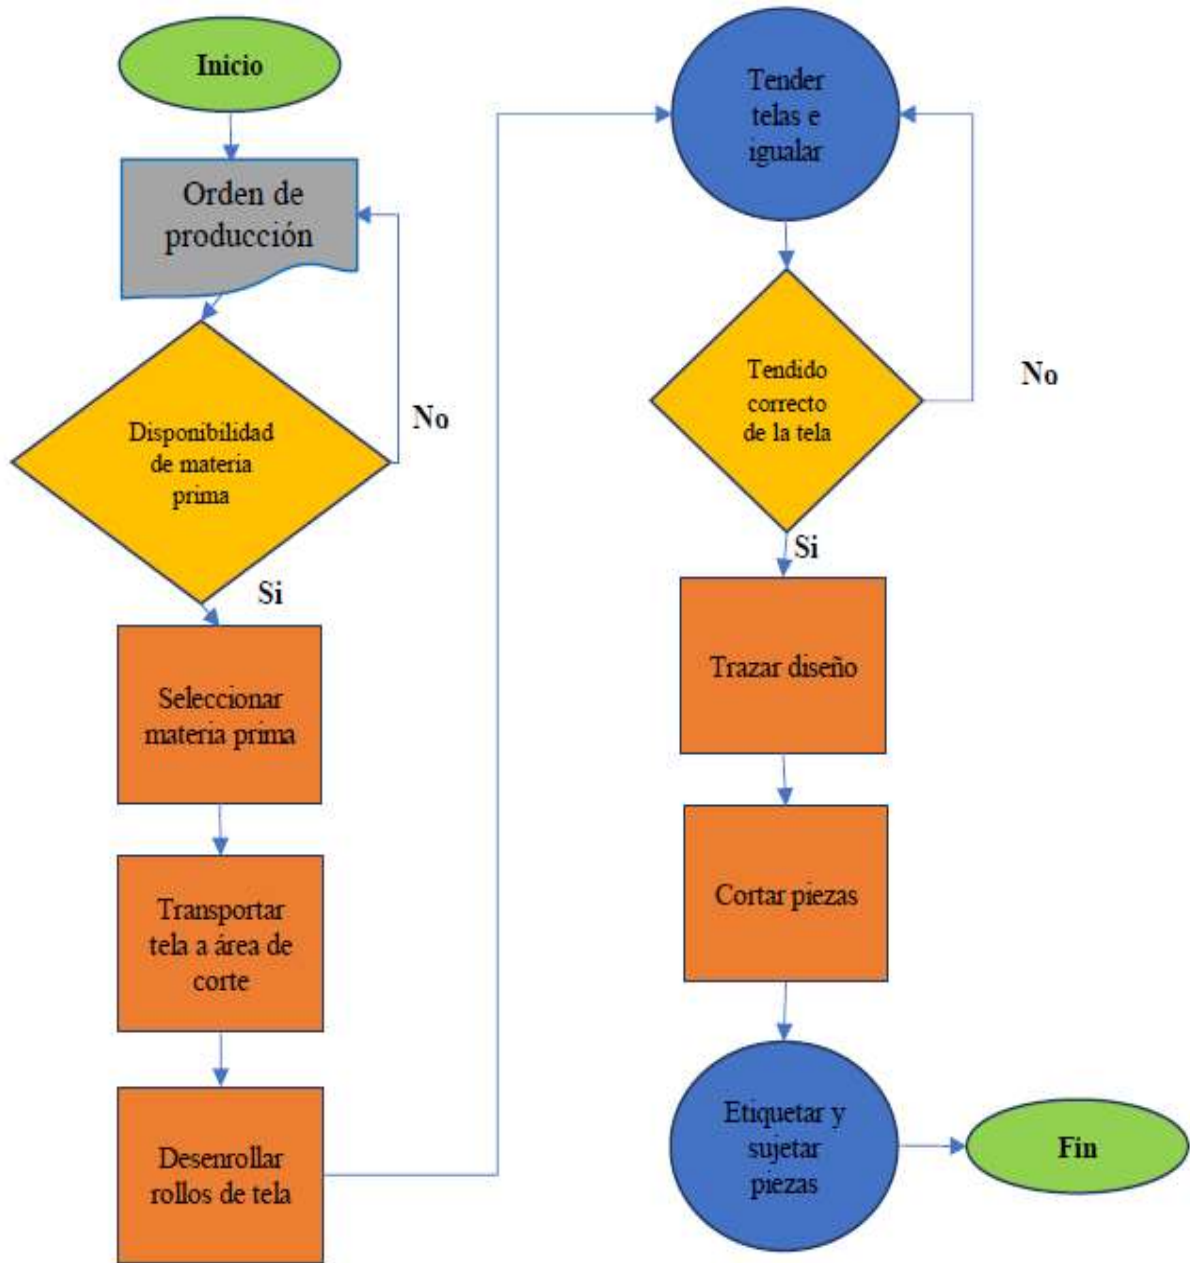 Inicio
Orden de
producción
No
Disponibilidad
de materia
prima
Si
Seleccionar
materia prima
Transportar
tela a área de
corte
Desenrollar
rollos de tela
Tender
telas e
igualar
Tendido
correcto
de la tela
No
Si
Trazar diseño
Cortar piezas
Etiquetar y
sujetar
piezas
Fin